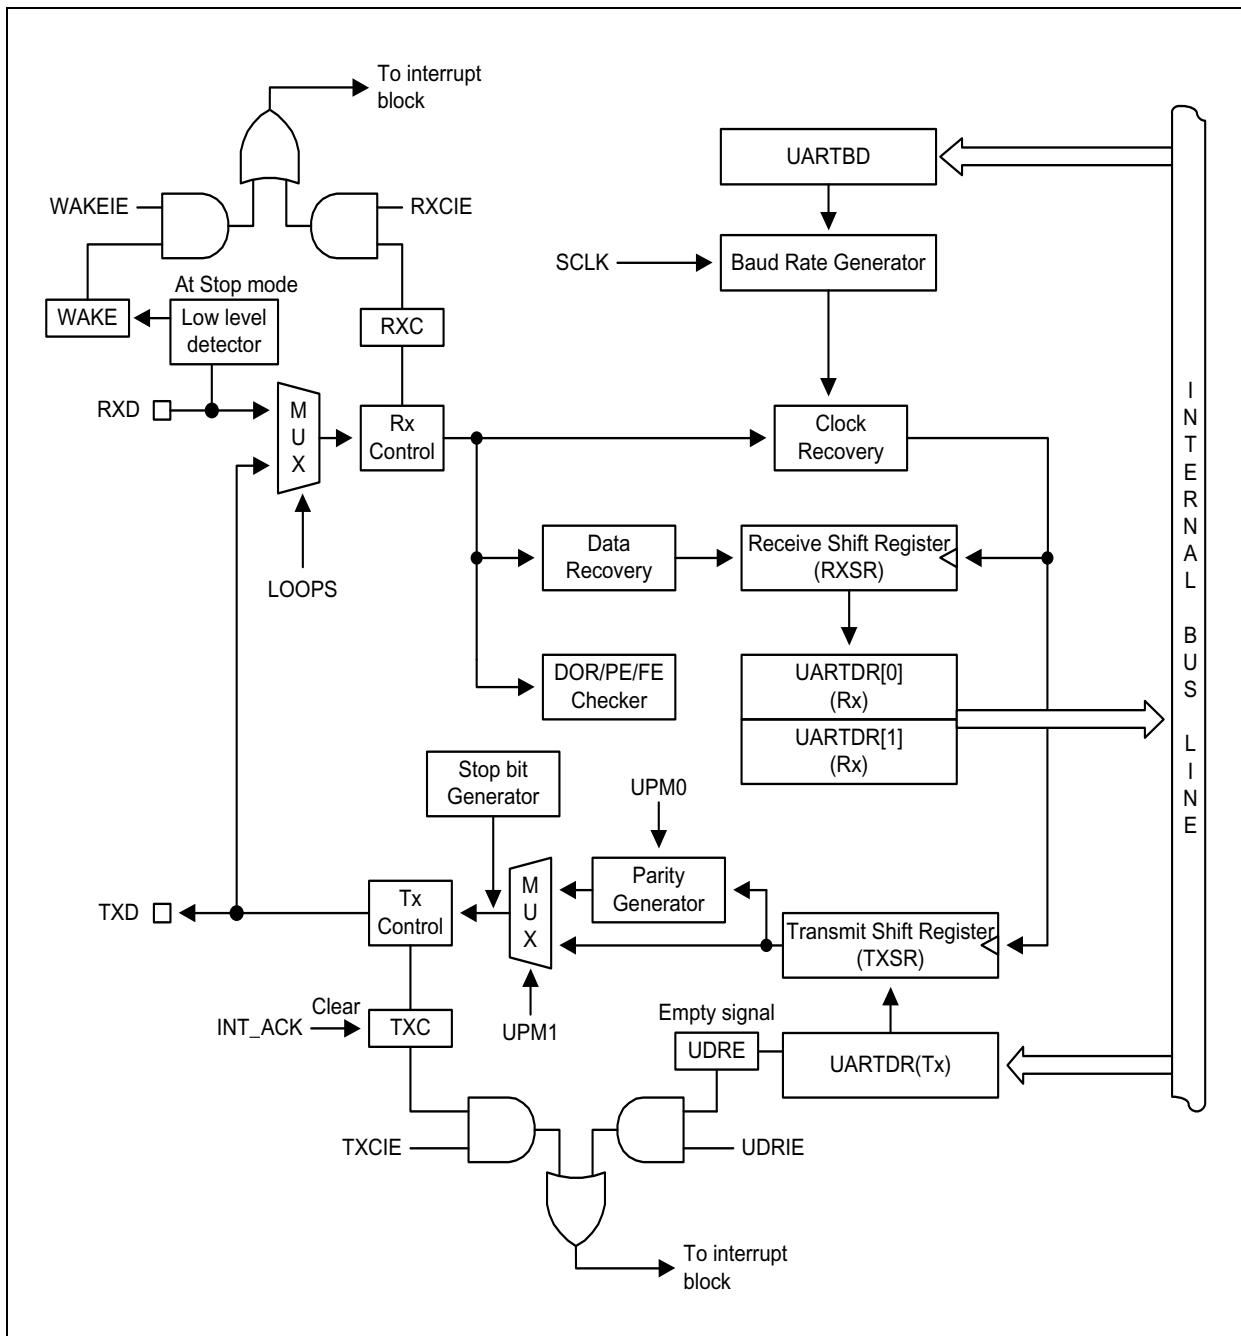 To interrupt
block
UARTBD
WAKEIE
RXCIE
SCLK
Baud Rate Generator
At Stop mode
WAKE
Low level
detector
RXC
RXD
M
U
X
Rx
Control
Clock
Recovery
LOOPS
Data
Recovery
Receive Shift Register
(RXSR)
DOR/PE/FE
Checker
UARTDR[0]
(Rx)
UARTDR[1]
(Rx)
INTERNAL BUS LINE
Stop bit
Generator
UPM0
M
U
X
Parity
Generator
TXD
Tx
Control
Transmit Shift Register
(TXSR)
Clear
INT_ACK
TXC
UPM1
Empty signal
UDRE
UARTDR(Tx)
TXCIE
UDRIE
To interrupt
block